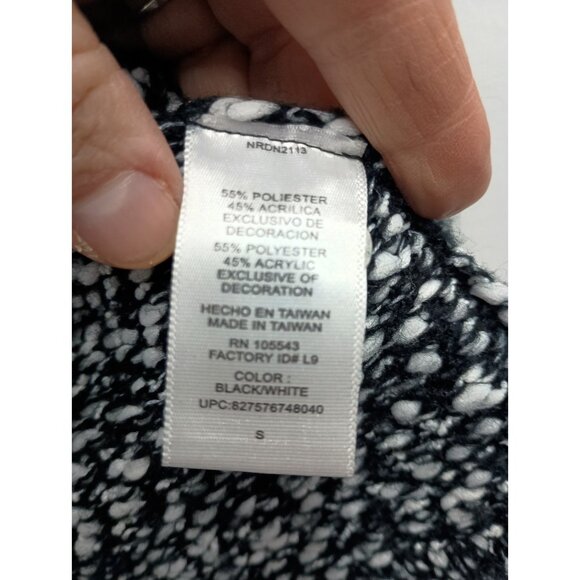 NRDN2113
55% POLIESTER
45% ACRILICA
EXCLUSIVO DE
DECORACION
55% POLYESTER
45% ACRYLIC
EXCLUSIVE OF
DECORATION
HECHO EN TAIWAN
MADE IN TAIWAN
RN 105543
FACTORY ID# L9
COLOR :
BLACK/WHITE
UPC:827576748040
S